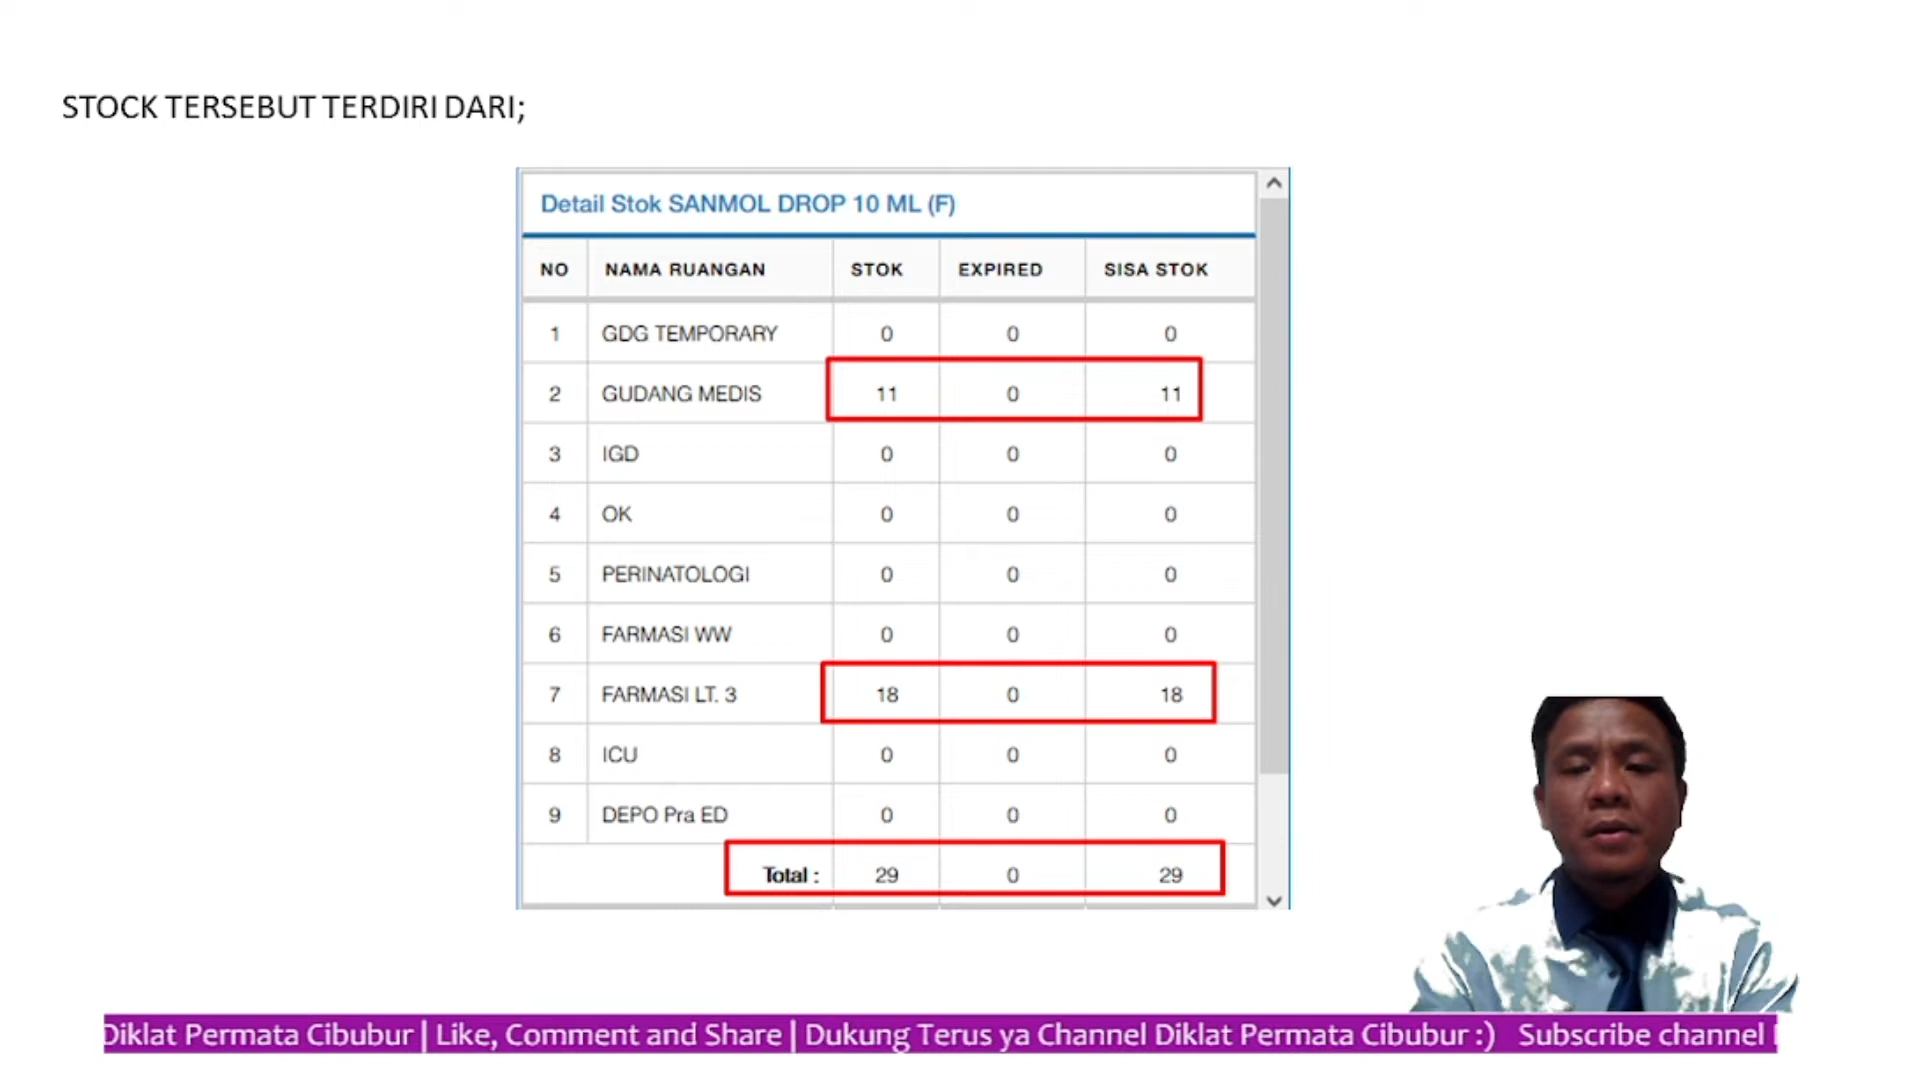 STOCK TERSEBUT TERDIRI DARI;
Detail Stok SANMOL DROP 10 ML (F)
NO NAMA RUANGAN STOK EXPIRED SISA STOK
1 GDG TEMPORARY 0 0 0
2 GUDANG MEDIS 11 0 11
3 IGD 0 0 0
4 OK 0 0 0
5 PERINATOLOGI 0 0 0
6 FARMASI WW 0 0 0
7 FARMASI LT. 3 18 0 18
8 ICU 0 0 0
9 DEPO Pra ED 0 0 0
Total : 29 0 29
Diklat Permata Cibubur | Like, Comment and Share | Dukung Terus ya Channel Diklat Permata Cibubur :) Subscribe channel